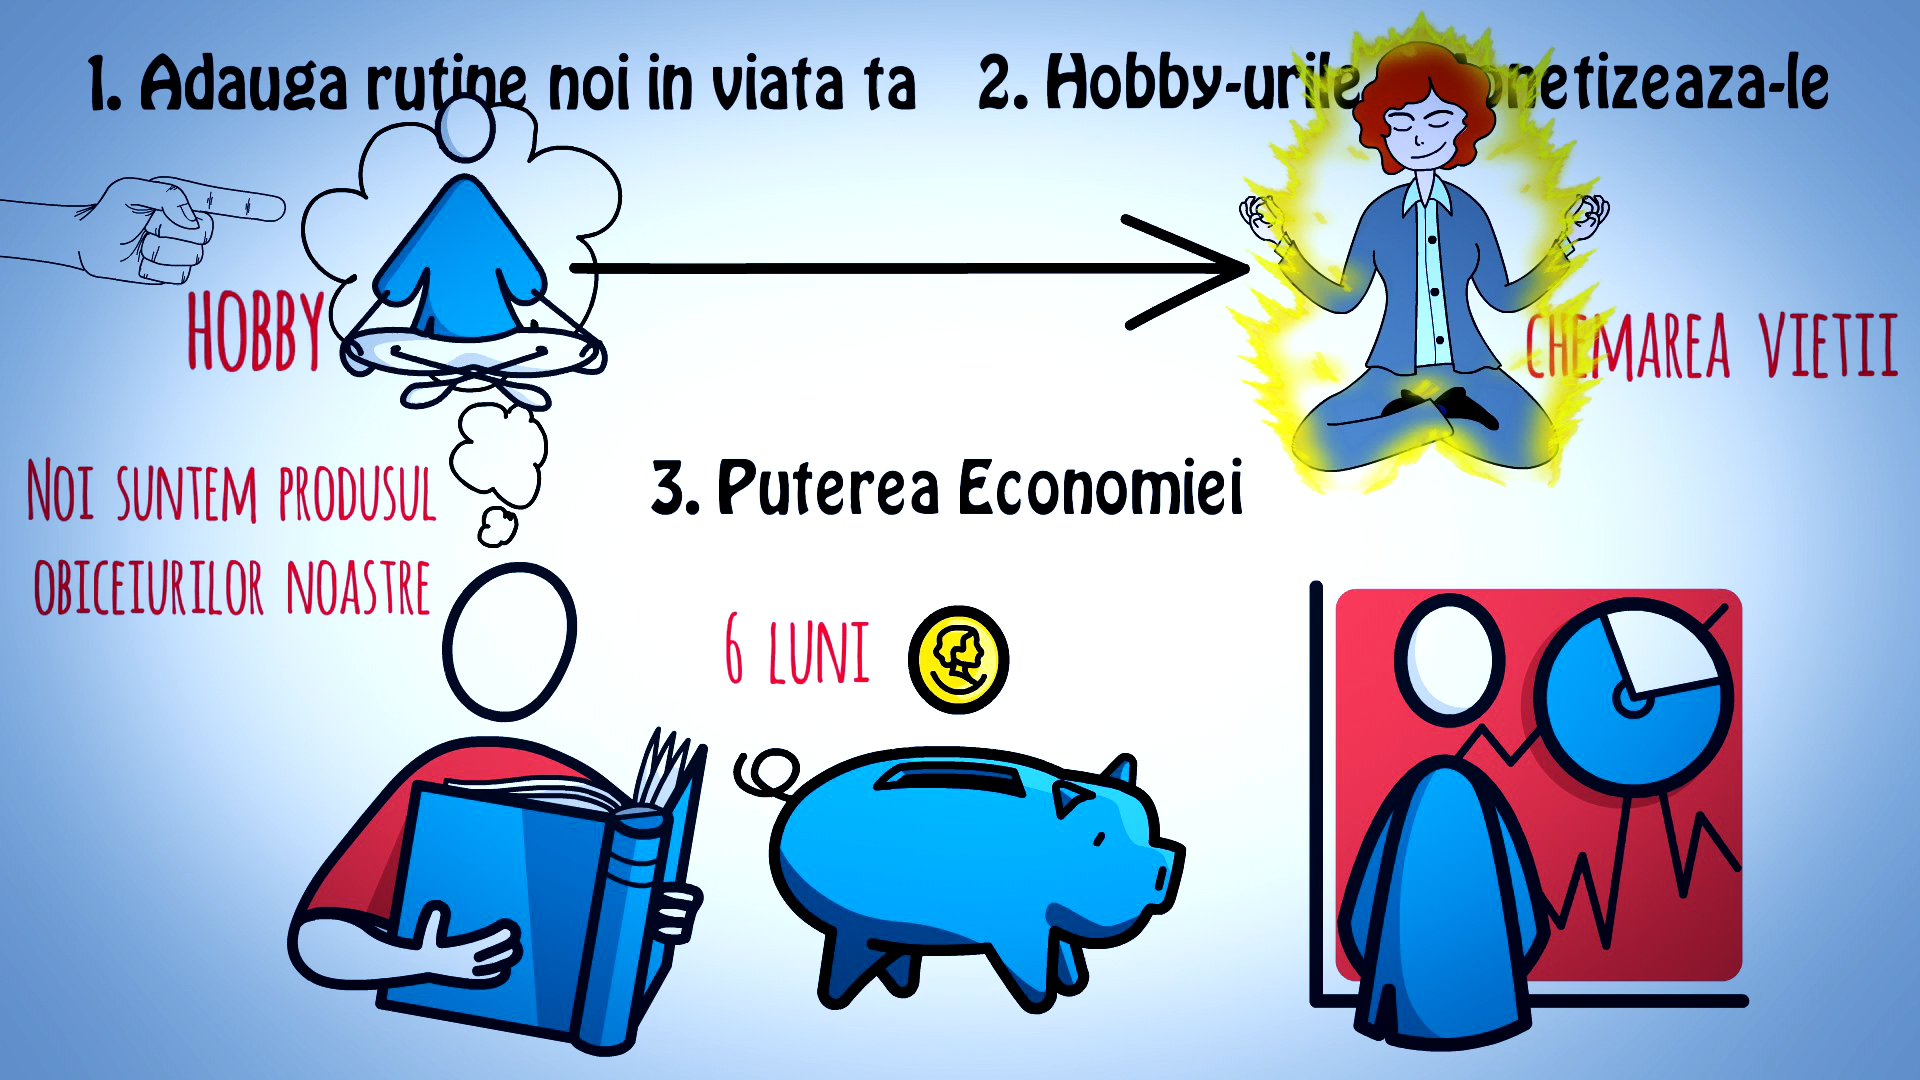 1. Adauga rutine noi in viata ta
2. Hobby-urile Monetizeaza-le
HOBBY
CHEMAREA VIETII
NOI SUNTEM PRODUSUL
OBICEIURILOR NOASTRE
3. Puterea Economiei
6 LUNI